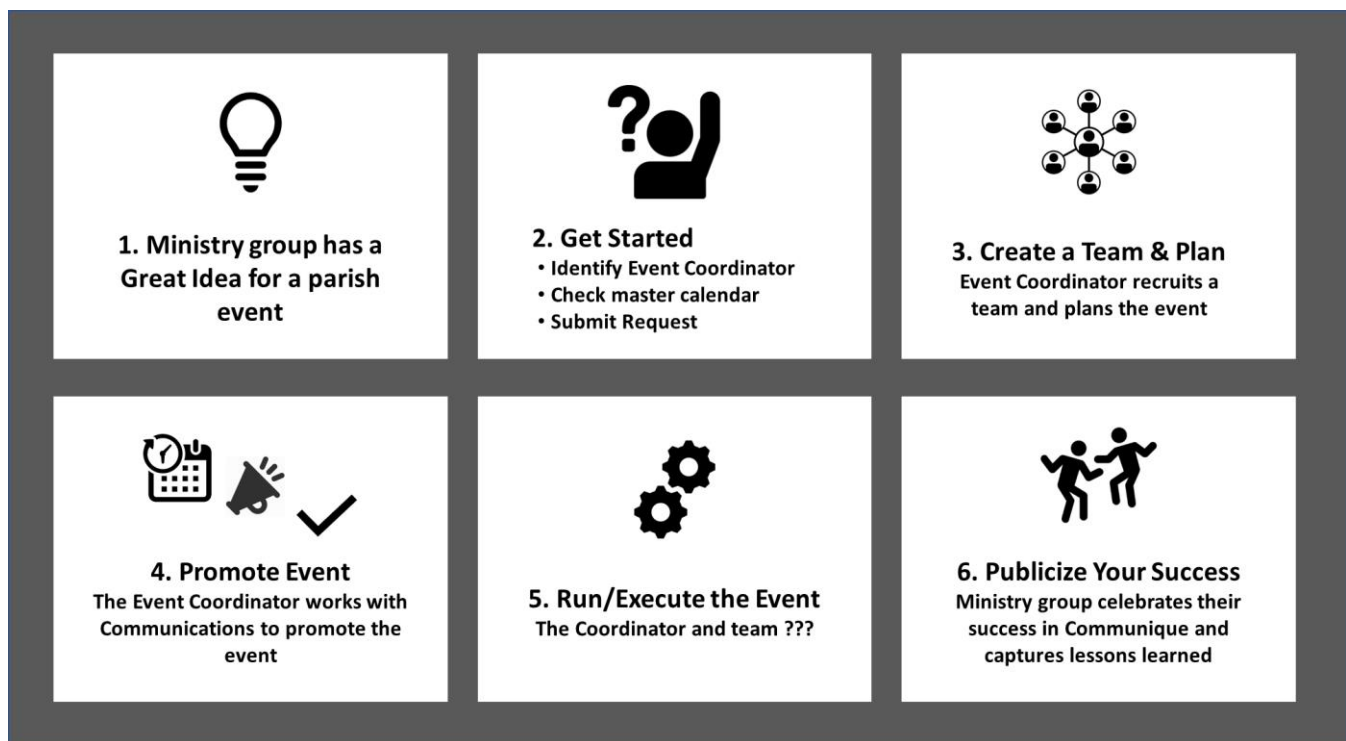 1. Ministry group has a
Great Idea for a parish
event
2. Get Started
• Identify Event Coordinator
• Check master calendar
• Submit Request
3. Create a Team & Plan
Event Coordinator recruits a
team and plans the event
4. Promote Event
The Event Coordinator works with
Communications to promote the
event
5. Run/Execute the Event
The Coordinator and team ???
6. Publicize Your Success
Ministry group celebrates their
success in Communique and
captures lessons learned